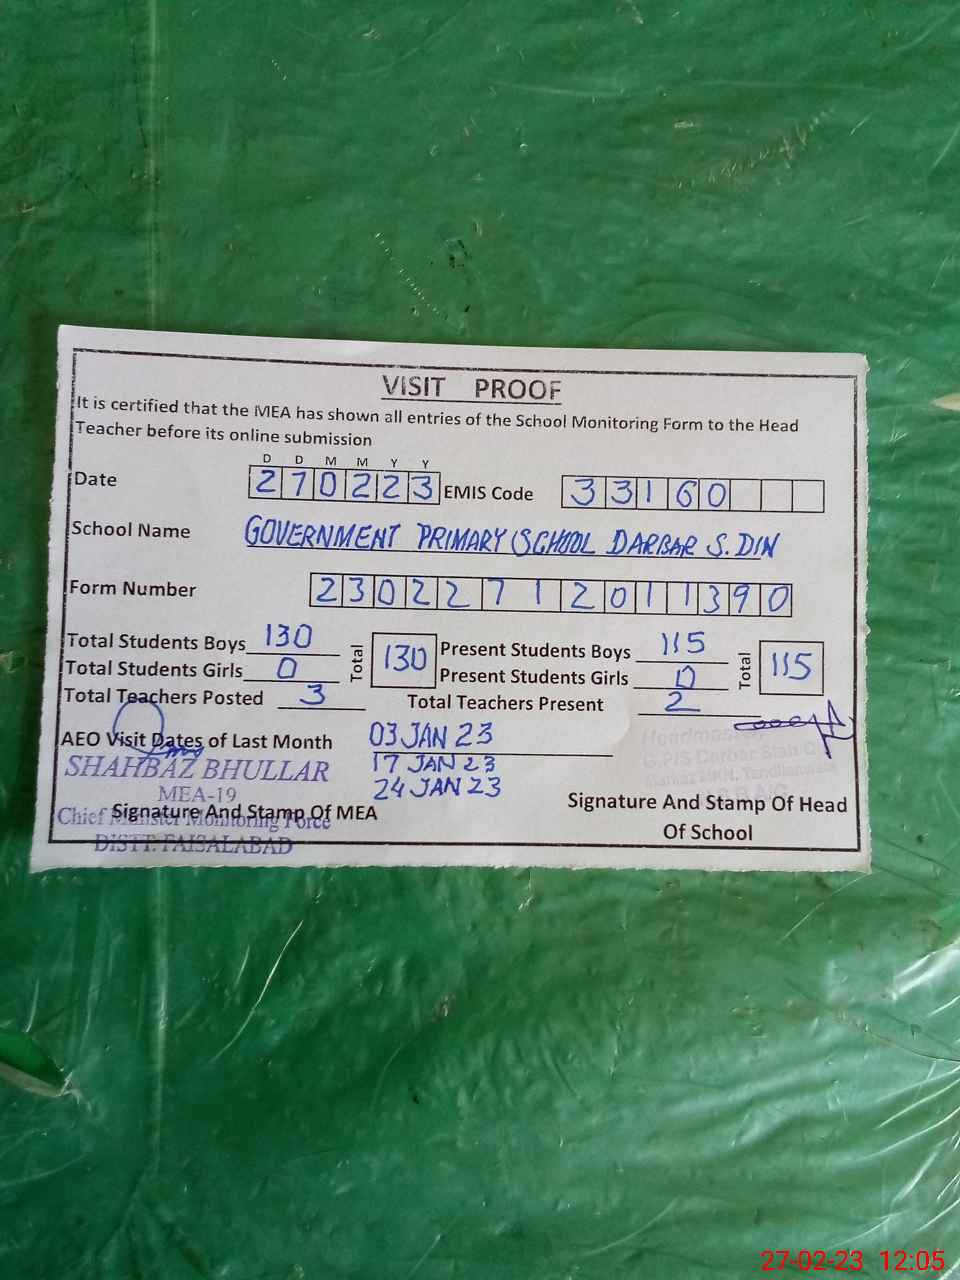 VISIT PROOF
It is certified that the MEA has shown all entries of the School Monitoring Form to the Head
Teacher before its online submission
D D M M Y Y
Date 270223 EMIS Code 33160
School Name GOVERNMENT PRIMARY SCHOOL DARBAR S. DIN
Form Number 23022712011390
Total Students Boys 130 Total 130 Present Students Boys 115 Total 115
Total Students Girls 0 Present Students Girls 0
Total Teachers Posted 3 Total Teachers Present 2
AEO Visit Dates of Last Month 03 JAN 23
17 JAN 23
24 JAN 23
SHAHBAZ BHULLAR
MEA-19
Chief Minister Monitoring Force
DISTT. FAISALABAD
Signature And Stamp Of MEA
Headmaster
Signature And Stamp Of Head
Of School
27-02-23 12:05